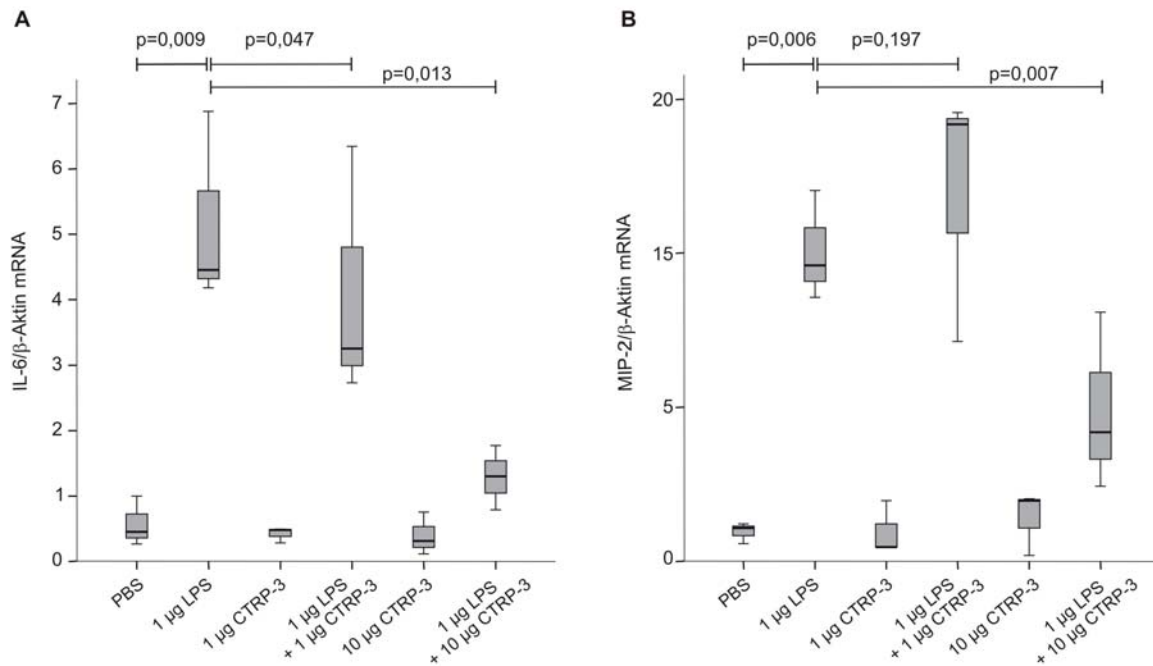 A
p=0,009
p=0,047
p=0,013
7
6
5
4
3
2
1
0
IL-6/β-Aktin mRNA
PBS
1 µg LPS
1 µg CTRP-3
1 µg LPS
+ 1 µg CTRP-3
10 µg CTRP-3
1 µg LPS
+ 10 µg CTRP-3
B
p=0,006
p=0,197
p=0,007
20
15
5
0
MIP-2/β-Aktin mRNA
PBS
1 µg LPS
1 µg CTRP-3
1 µg LPS
+ 1 µg CTRP-3
10 µg CTRP-3
1 µg LPS
+ 10 µg CTRP-3